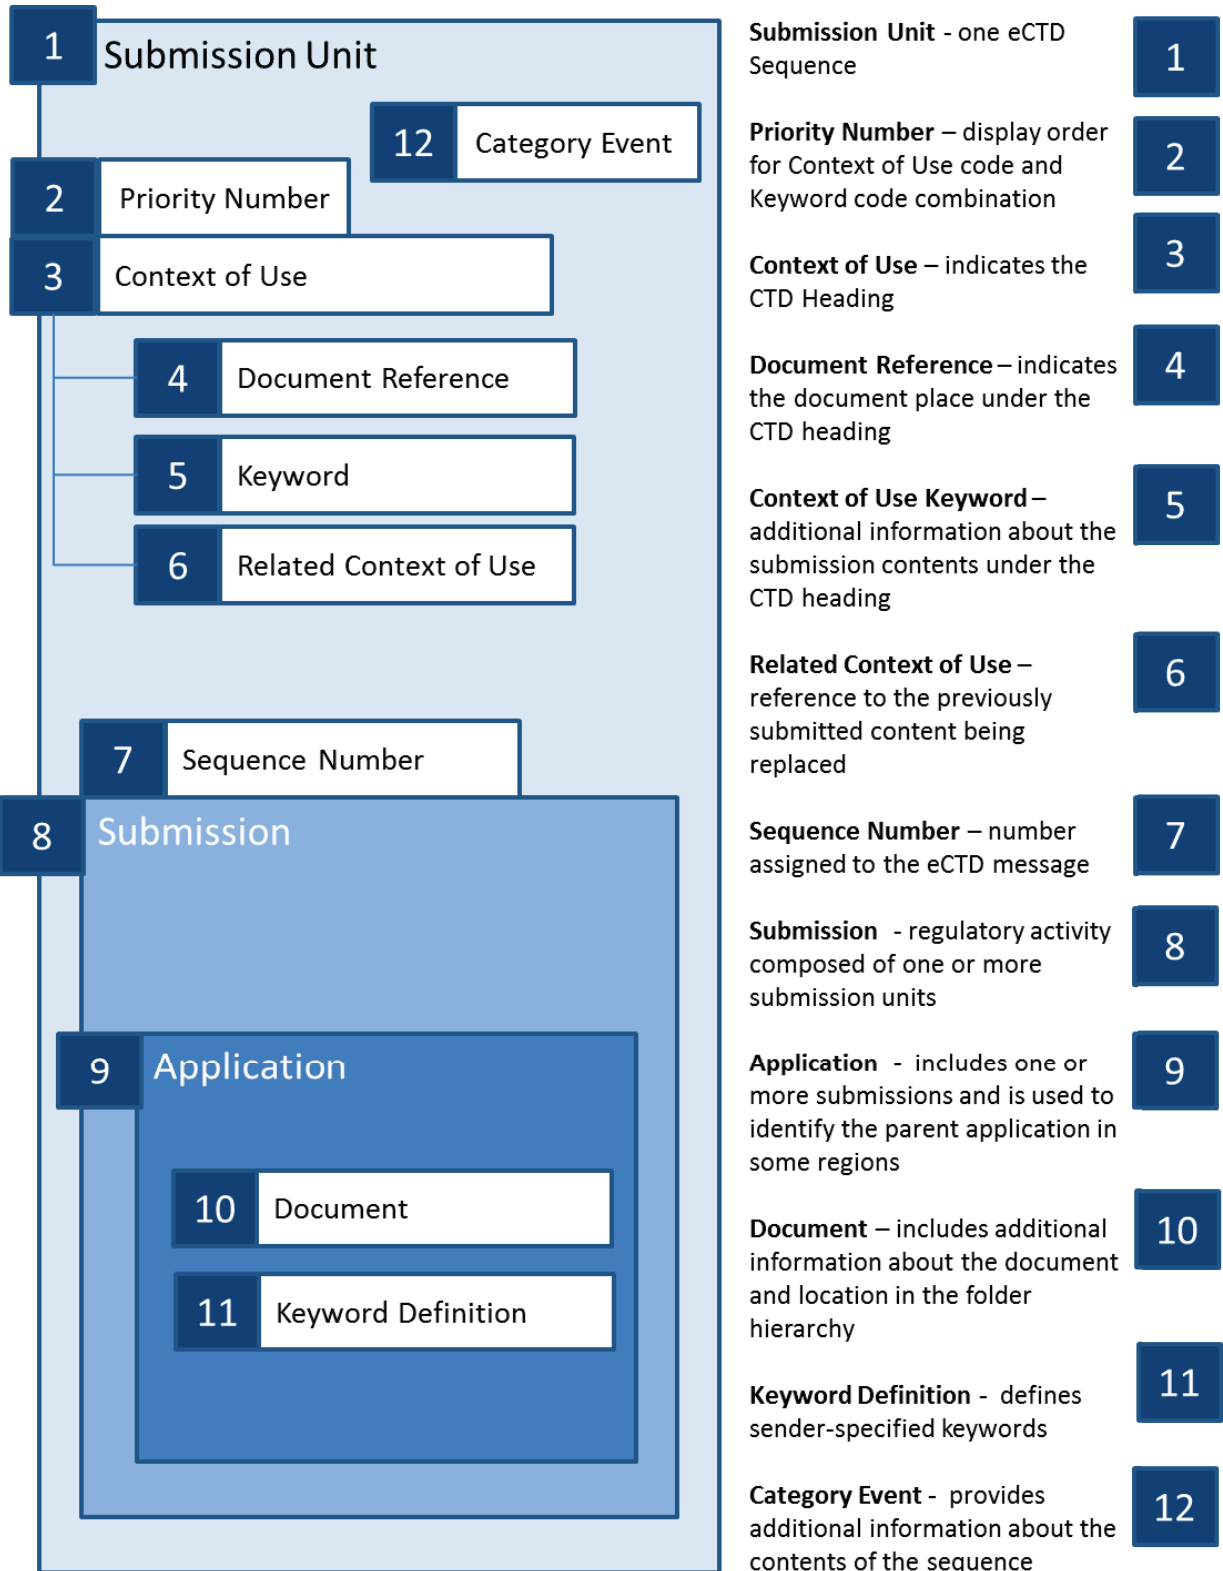 1
Submission Unit
12
Category Event
2
Priority Number
3
Context of Use
4
Document Reference
5
Keyword
6
Related Context of Use
7
Sequence Number
8
Submission
9
Application
10
Document
11
Keyword Definition
Submission Unit - one eCTD
Sequence
1
Priority Number – display order
for Context of Use code and
Keyword code combination
2
Context of Use – indicates the
CTD Heading
3
Document Reference – indicates
the document place under the
CTD heading
4
Context of Use Keyword –
additional information about the
submission contents under the
CTD heading
5
Related Context of Use –
reference to the previously
submitted content being
replaced
6
Sequence Number – number
assigned to the eCTD message
7
Submission - regulatory activity
composed of one or more
submission units
8
Application - includes one or
more submissions and is used to
identify the parent application in
some regions
9
Document – includes additional
information about the document
and location in the folder
hierarchy
10
Keyword Definition - defines
sender-specified keywords
11
Category Event - provides
additional information about the
contents of the sequence
12